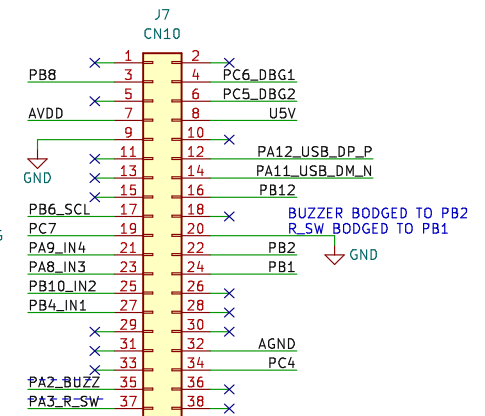 J7
CN10
1 2
PB8 3 4 PC6_DBG1
5 6 PC5_DBG2
AVDD 7 8 U5V
9 10
11 12 PA12_USB_DP_P
GND 13 14 PA11_USB_DM_N
15 16 PB12
PB6_SCL 17 18 BUZZER BODGED TO PB2
PC7 19 20 R_SW BODGED TO PB1
PA9_IN4 21 22 PB2 GND
PA8_IN3 23 24 PB1
PB10_IN2 25 26
PB4_IN1 27 28
29 30
31 32 AGND
33 34 PC4
PA2_BUZZ 35 36
PA3_R_SW 37 38